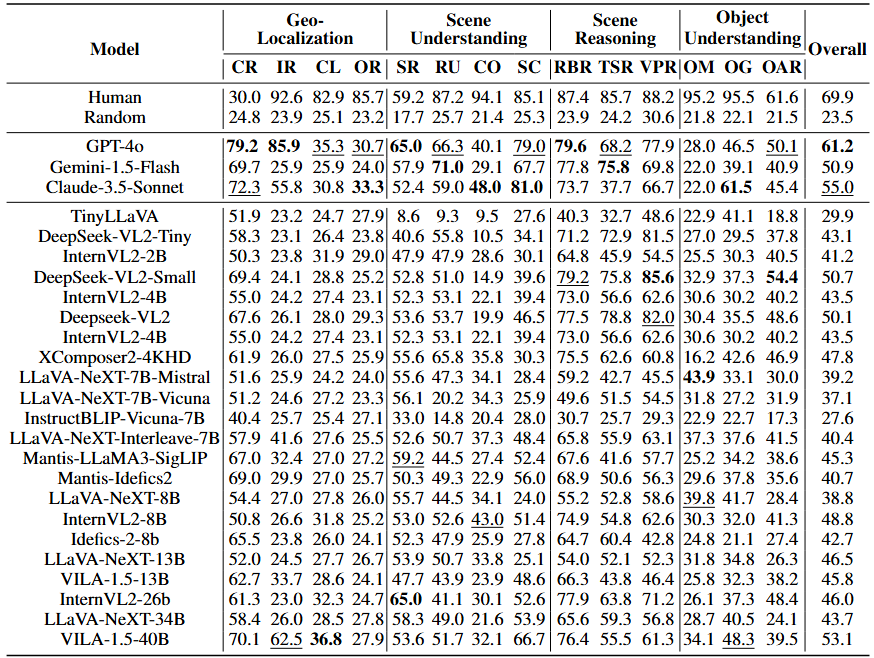 Model Geo-Localization Scene Understanding Scene Reasoning Object Understanding Overall
CR IR CL OR SR RU CO SC RBR TSR VPR OM OG OAR
Human 30.0 92.6 82.9 85.7 59.2 87.2 94.1 85.1 87.4 85.7 88.2 95.2 95.5 61.6 69.9
Random 24.8 23.9 25.1 23.2 17.7 25.7 21.4 25.3 23.9 24.2 30.6 21.8 22.1 21.5 23.5
GPT-4o 79.2 85.9 35.3 30.7 65.0 66.3 40.1 79.0 79.6 68.2 77.9 28.0 46.5 50.1 61.2
Gemini-1.5-Flash 69.7 25.9 25.9 24.0 57.9 71.0 29.1 67.7 77.8 75.8 69.8 22.0 39.1 40.9 50.9
Claude-3.5-Sonnet 72.3 55.8 30.8 33.3 52.4 59.0 48.0 81.0 73.7 37.7 66.7 22.0 61.5 45.4 55.0
TinyLLaVA 51.9 23.2 24.7 27.9 8.6 9.3 9.5 27.6 40.3 32.7 48.6 22.9 41.1 18.8 29.9
DeepSeek-VL2-Tiny 58.3 23.1 26.4 23.8 40.6 55.8 10.5 34.1 71.2 72.9 81.5 27.0 29.5 37.8 43.1
InternVL2-2B 50.3 23.8 31.9 29.0 47.9 47.9 28.6 30.1 64.8 45.9 54.5 25.5 30.3 40.5 41.2
DeepSeek-VL2-Small 69.4 24.1 28.8 25.2 52.8 51.0 14.9 39.6 79.2 75.8 85.6 32.9 37.3 54.4 50.7
InternVL2-4B 55.0 24.2 27.4 23.1 52.3 53.1 22.1 39.4 73.0 56.6 62.6 30.6 30.2 40.2 43.5
Deepseek-VL2 67.6 26.1 28.0 29.3 53.6 53.7 19.9 46.5 77.5 78.8 82.0 30.4 35.5 48.6 50.1
InternVL2-4B 55.0 24.2 27.4 23.1 52.3 53.1 22.1 39.4 73.0 56.6 62.6 30.6 30.2 40.2 43.5
XComposer2-4KHD 61.9 26.0 27.5 25.9 55.6 65.8 35.8 30.3 75.5 62.6 60.8 16.2 42.6 46.9 47.8
LLaVA-NeXT-7B-Mistral 51.6 25.9 24.2 24.0 55.6 47.3 34.1 28.4 59.2 42.7 45.5 43.9 33.1 30.0 39.2
LLaVA-NeXT-7B-Vicuna 51.2 24.6 27.2 23.3 56.1 20.2 34.3 25.9 49.6 51.5 54.5 31.8 27.2 31.9 37.1
InstructBLIP-Vicuna-7B 40.4 25.7 25.4 27.1 33.0 14.8 20.4 28.0 30.7 25.7 29.3 22.9 22.7 17.3 27.6
LLaVA-NeXT-Interleave-7B 57.9 41.6 27.6 25.5 52.6 50.7 37.3 48.4 65.8 55.9 63.1 37.3 37.6 41.5 40.4
Mantis-LLaMA3-SigLIP 67.0 32.4 27.0 27.2 59.2 44.5 27.4 52.4 67.6 41.6 57.7 25.2 34.2 38.6 45.3
Mantis-Idefics2 69.0 29.9 27.0 25.7 50.3 49.3 22.9 56.0 68.9 50.6 56.3 29.6 37.8 35.6 40.7
LLaVA-NeXT-8B 54.4 27.0 27.8 26.0 55.7 44.5 34.1 24.0 55.2 52.8 58.6 39.8 41.7 28.4 38.8
InternVL2-8B 50.8 26.6 31.8 25.2 53.0 52.6 43.0 51.4 74.9 54.8 62.6 30.3 32.0 41.3 48.8
Idefics-2-8b 65.5 23.8 26.0 24.1 52.3 47.9 25.9 27.8 64.7 60.4 42.8 24.8 21.1 27.4 42.7
LLaVA-NeXT-13B 52.0 24.5 27.7 26.7 53.9 50.7 33.8 25.1 54.0 52.1 52.3 31.8 34.8 26.3 46.5
VILA-1.5-13B 62.7 33.7 28.6 24.1 47.7 43.9 23.9 48.6 66.3 43.8 46.4 25.8 32.3 38.2 45.8
InternVL2-26b 61.3 23.0 32.3 24.7 65.0 41.1 30.1 52.6 77.9 63.8 71.2 26.1 37.3 48.4 46.0
LLaVA-NeXT-34B 58.4 26.0 28.5 27.8 58.3 49.0 21.6 53.9 65.6 59.3 56.8 28.7 40.5 24.1 43.7
VILA-1.5-40B 70.1 62.5 36.8 27.9 53.6 51.7 32.1 66.7 76.4 55.5 61.3 34.1 48.3 39.5 53.1